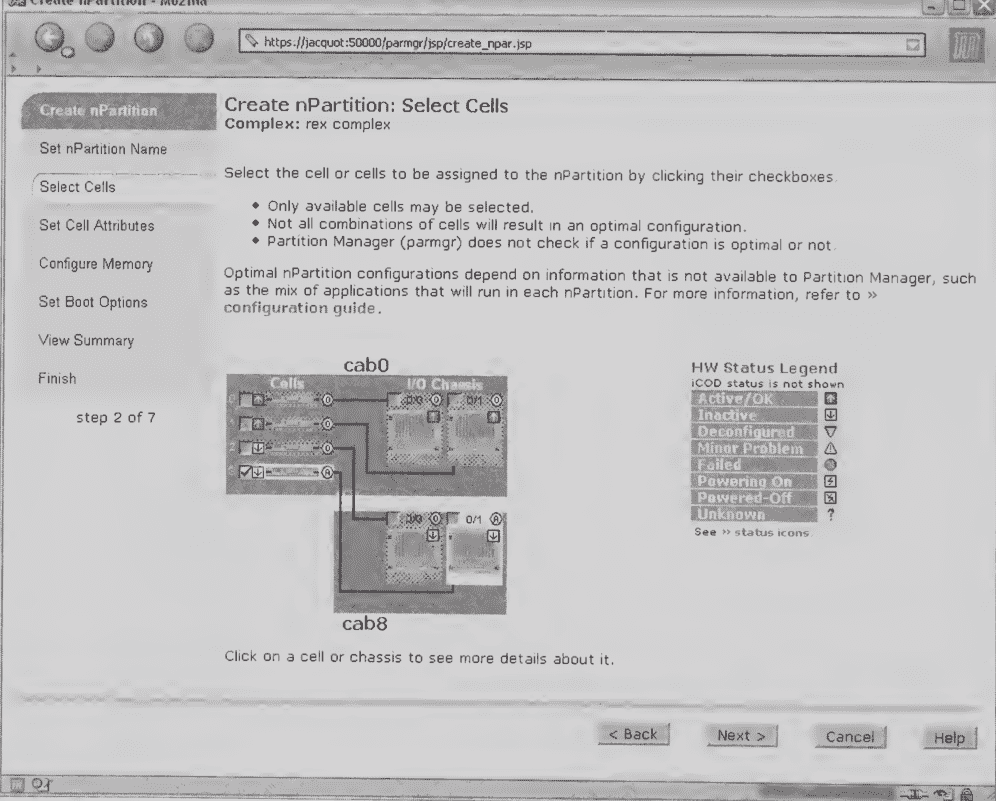 Create nPartition - Mozilla
https://jacquot:50000/parmgr/jsp/create_npar.jsp
Create nPartition
Set nPartition Name
Select Cells
Set Cell Attributes
Configure Memory
Set Boot Options
View Summary
Finish
step 2 of 7
Create nPartition: Select Cells
Complex: rex complex
Select the cell or cells to be assigned to the nPartition by clicking their checkboxes.
Only available cells may be selected.
Not all combinations of cells will result in an optimal configuration.
Partition Manager (parmgr) does not check if a configuration is optimal or not.
Optimal nPartition configurations depend on information that is not available to Partition Manager, such
as the mix of applications that will run in each nPartition. For more information, refer to »
configuration guide.
cab0
Cells
I/O Chassis
0/0
0/1
0/1
cab8
HW Status Legend
iCOD status is not shown
Active/OK
Inactive
Deconfigured
Minor Problem
Failed
Powering On
Powered-Off
Unknown ?
See » status icons
Click on a cell or chassis to see more details about it.
< Back
Next >
Cancel
Help